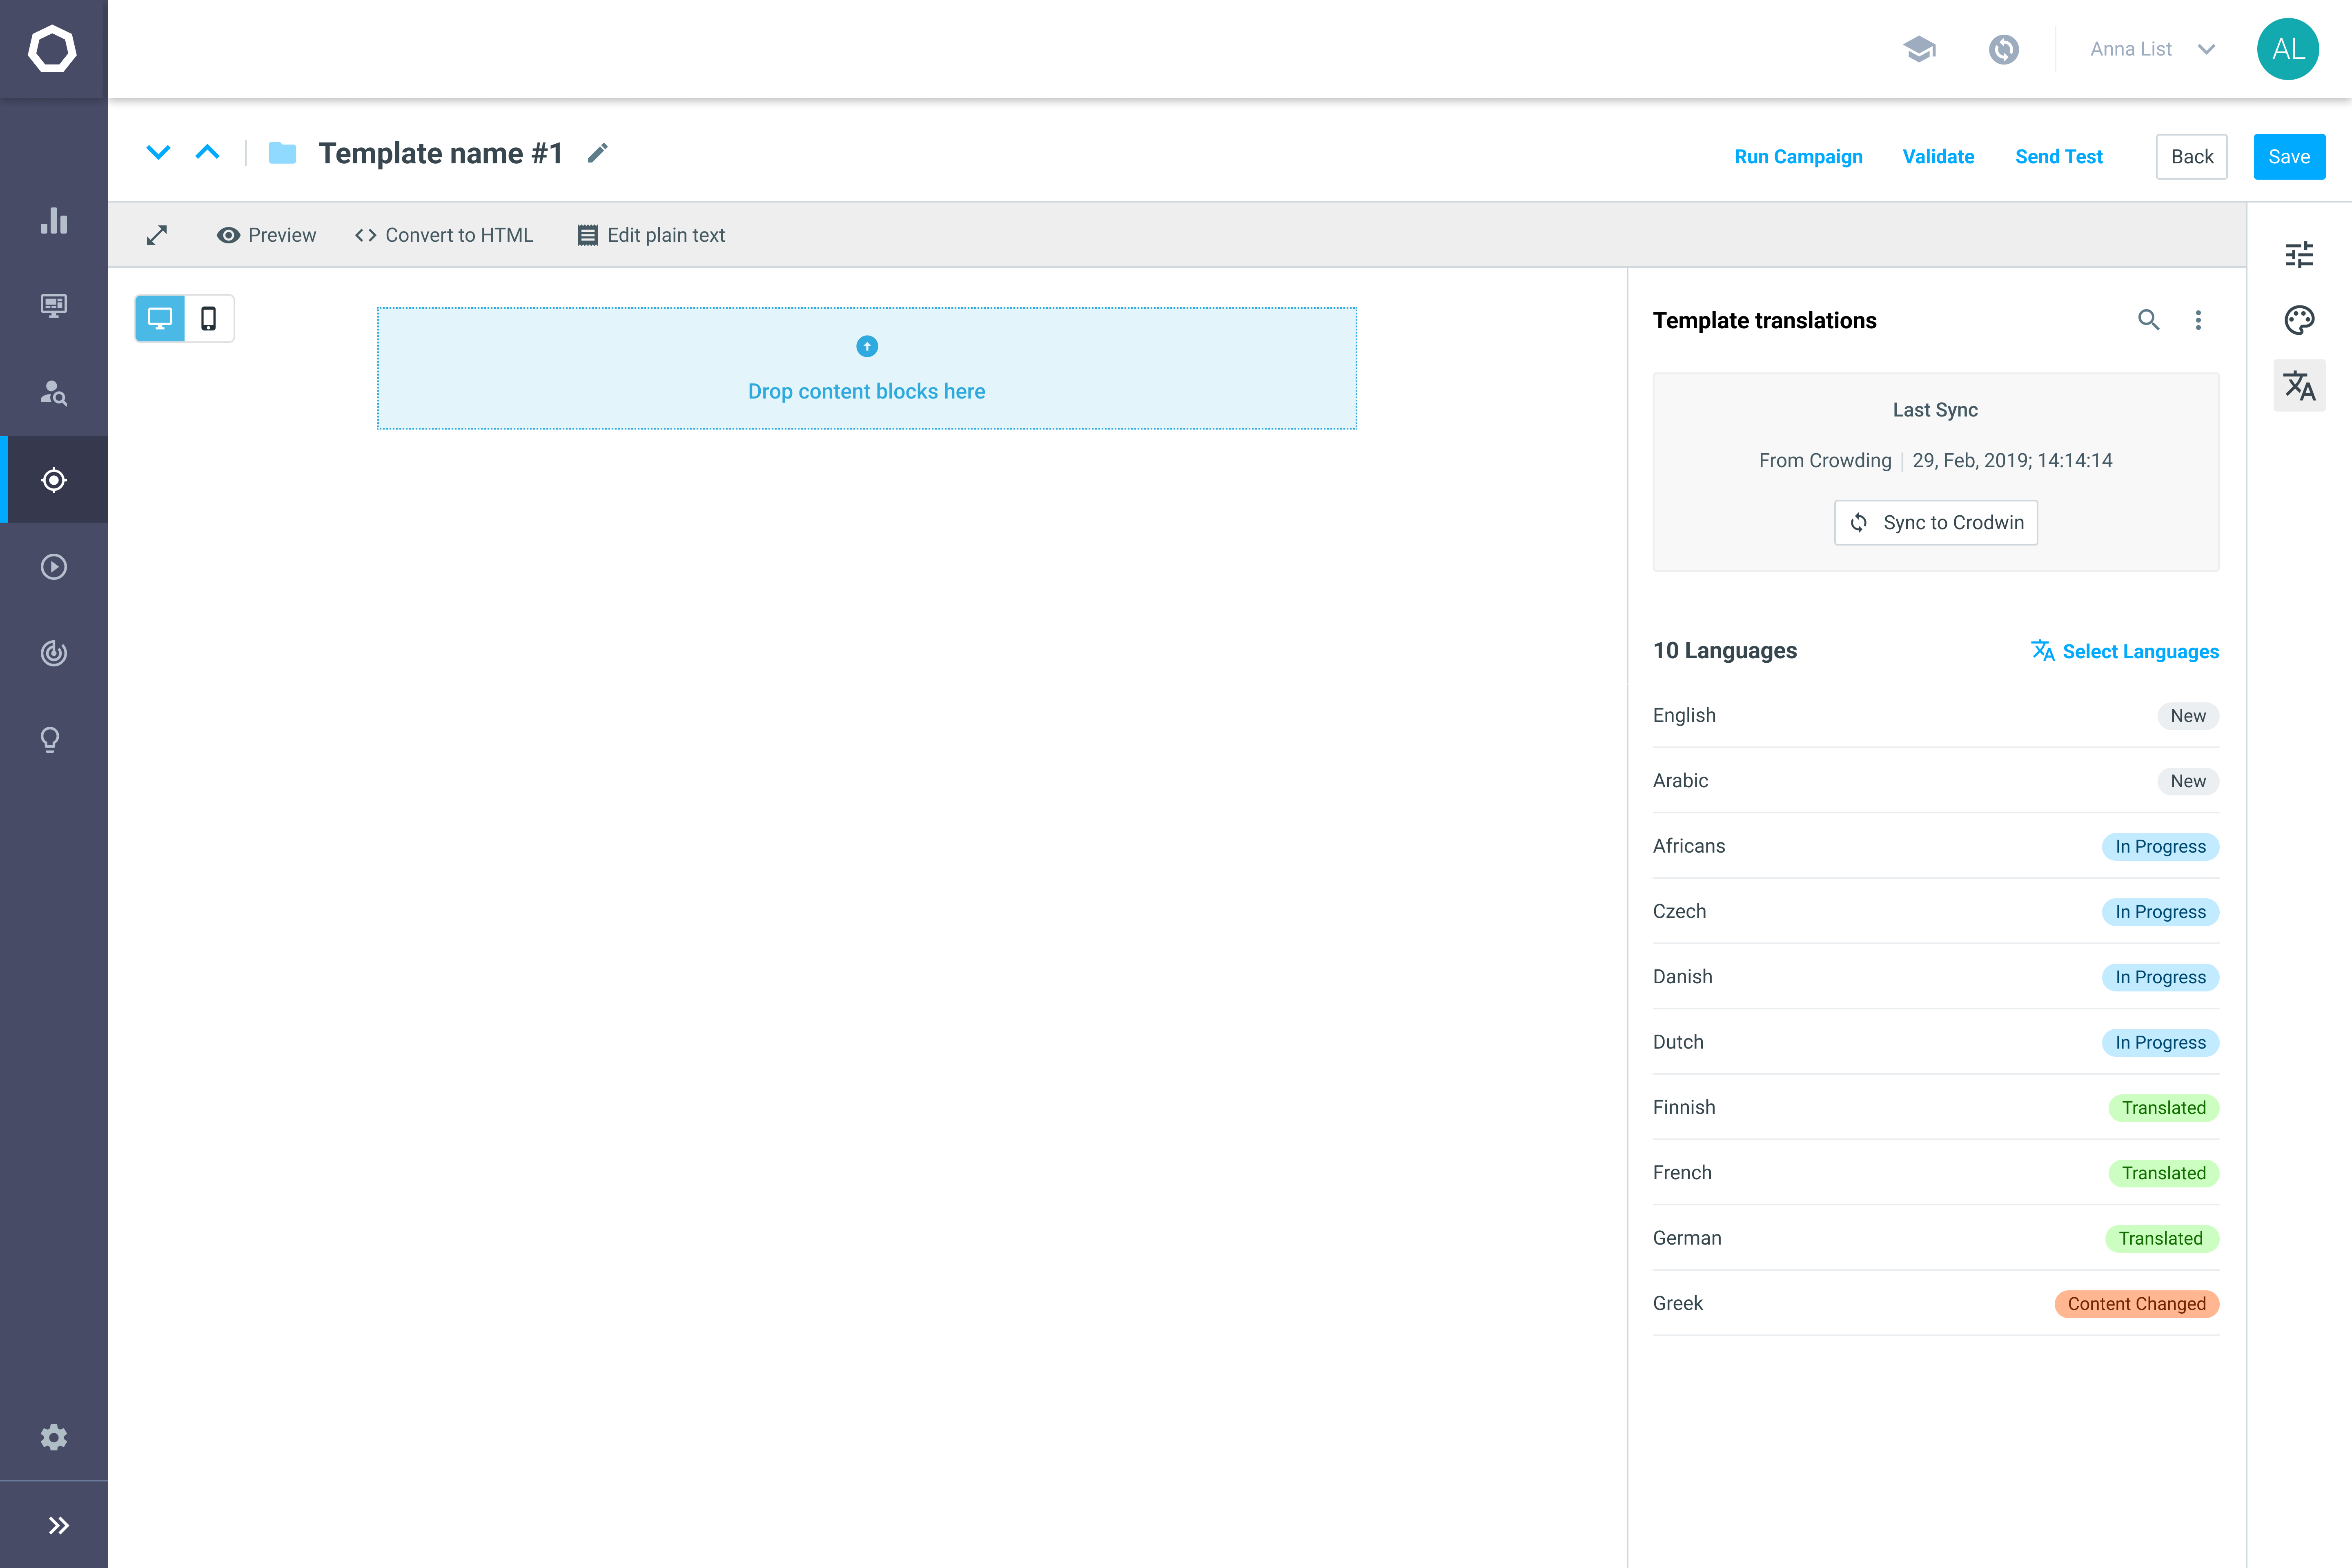 Anna List
AL
Template name #1
Run Campaign
Validate
Send Test
Back
Save
Preview
Convert to HTML
Edit plain text
Drop content blocks here
Template translations
Last Sync
From Crowding | 29, Feb, 2019; 14:14:14
Sync to Crodwin
10 Languages
Select Languages
English New
Arabic New
Africans In Progress
Czech In Progress
Danish In Progress
Dutch In Progress
Finnish Translated
French Translated
German Translated
Greek Content Changed